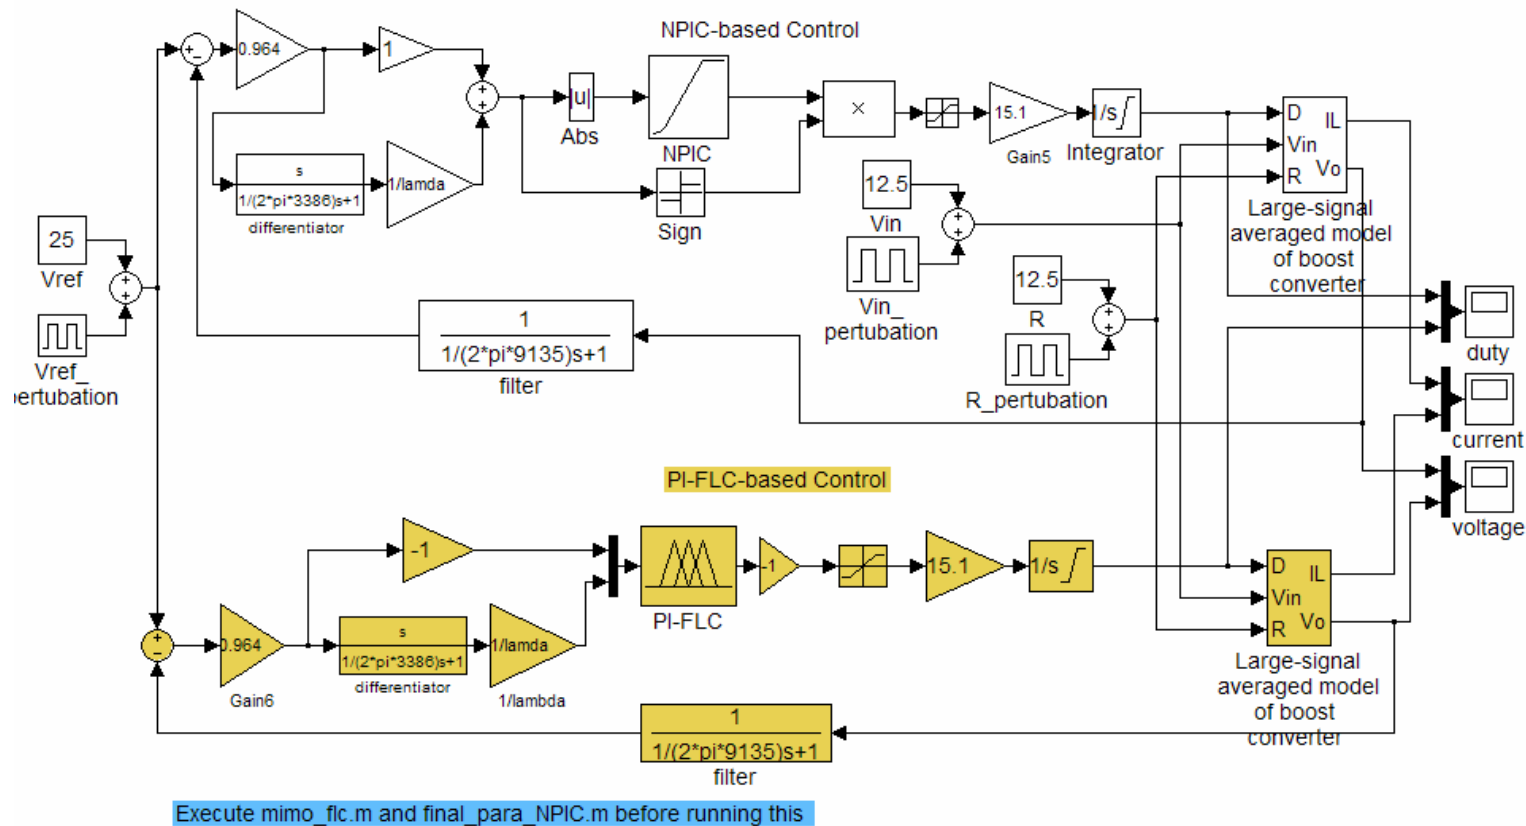 NPIC-based Control
+
−
0.964
1
+
+
|u|
Abs
NPIC
×
15.1
Gain5
1/s
Integrator
D
Vin
R
IL
Vo
Large-signal
averaged model
of boost
converter
s
1/(2*pi*3386)s+1
differentiator
1/lamda
Sign
12.5
Vin
+
+
Vin_
pertubation
25
Vref
+
+
Vref_
pertubation
12.5
R
+
+
R_pertubation
1
1/(2*pi*9135)s+1
filter
duty
current
voltage
PI-FLC-based Control
-1
PI-FLC
-1
15.1
1/s
D
Vin
R
IL
Vo
Large-signal
averaged model
of boost
converter
+
−
0.964
Gain6
s
1/(2*pi*3386)s+1
differentiator
1/lamda
1/lambda
1
1/(2*pi*9135)s+1
filter
Execute mimo_flc.m and final_para_NPIC.m before running this